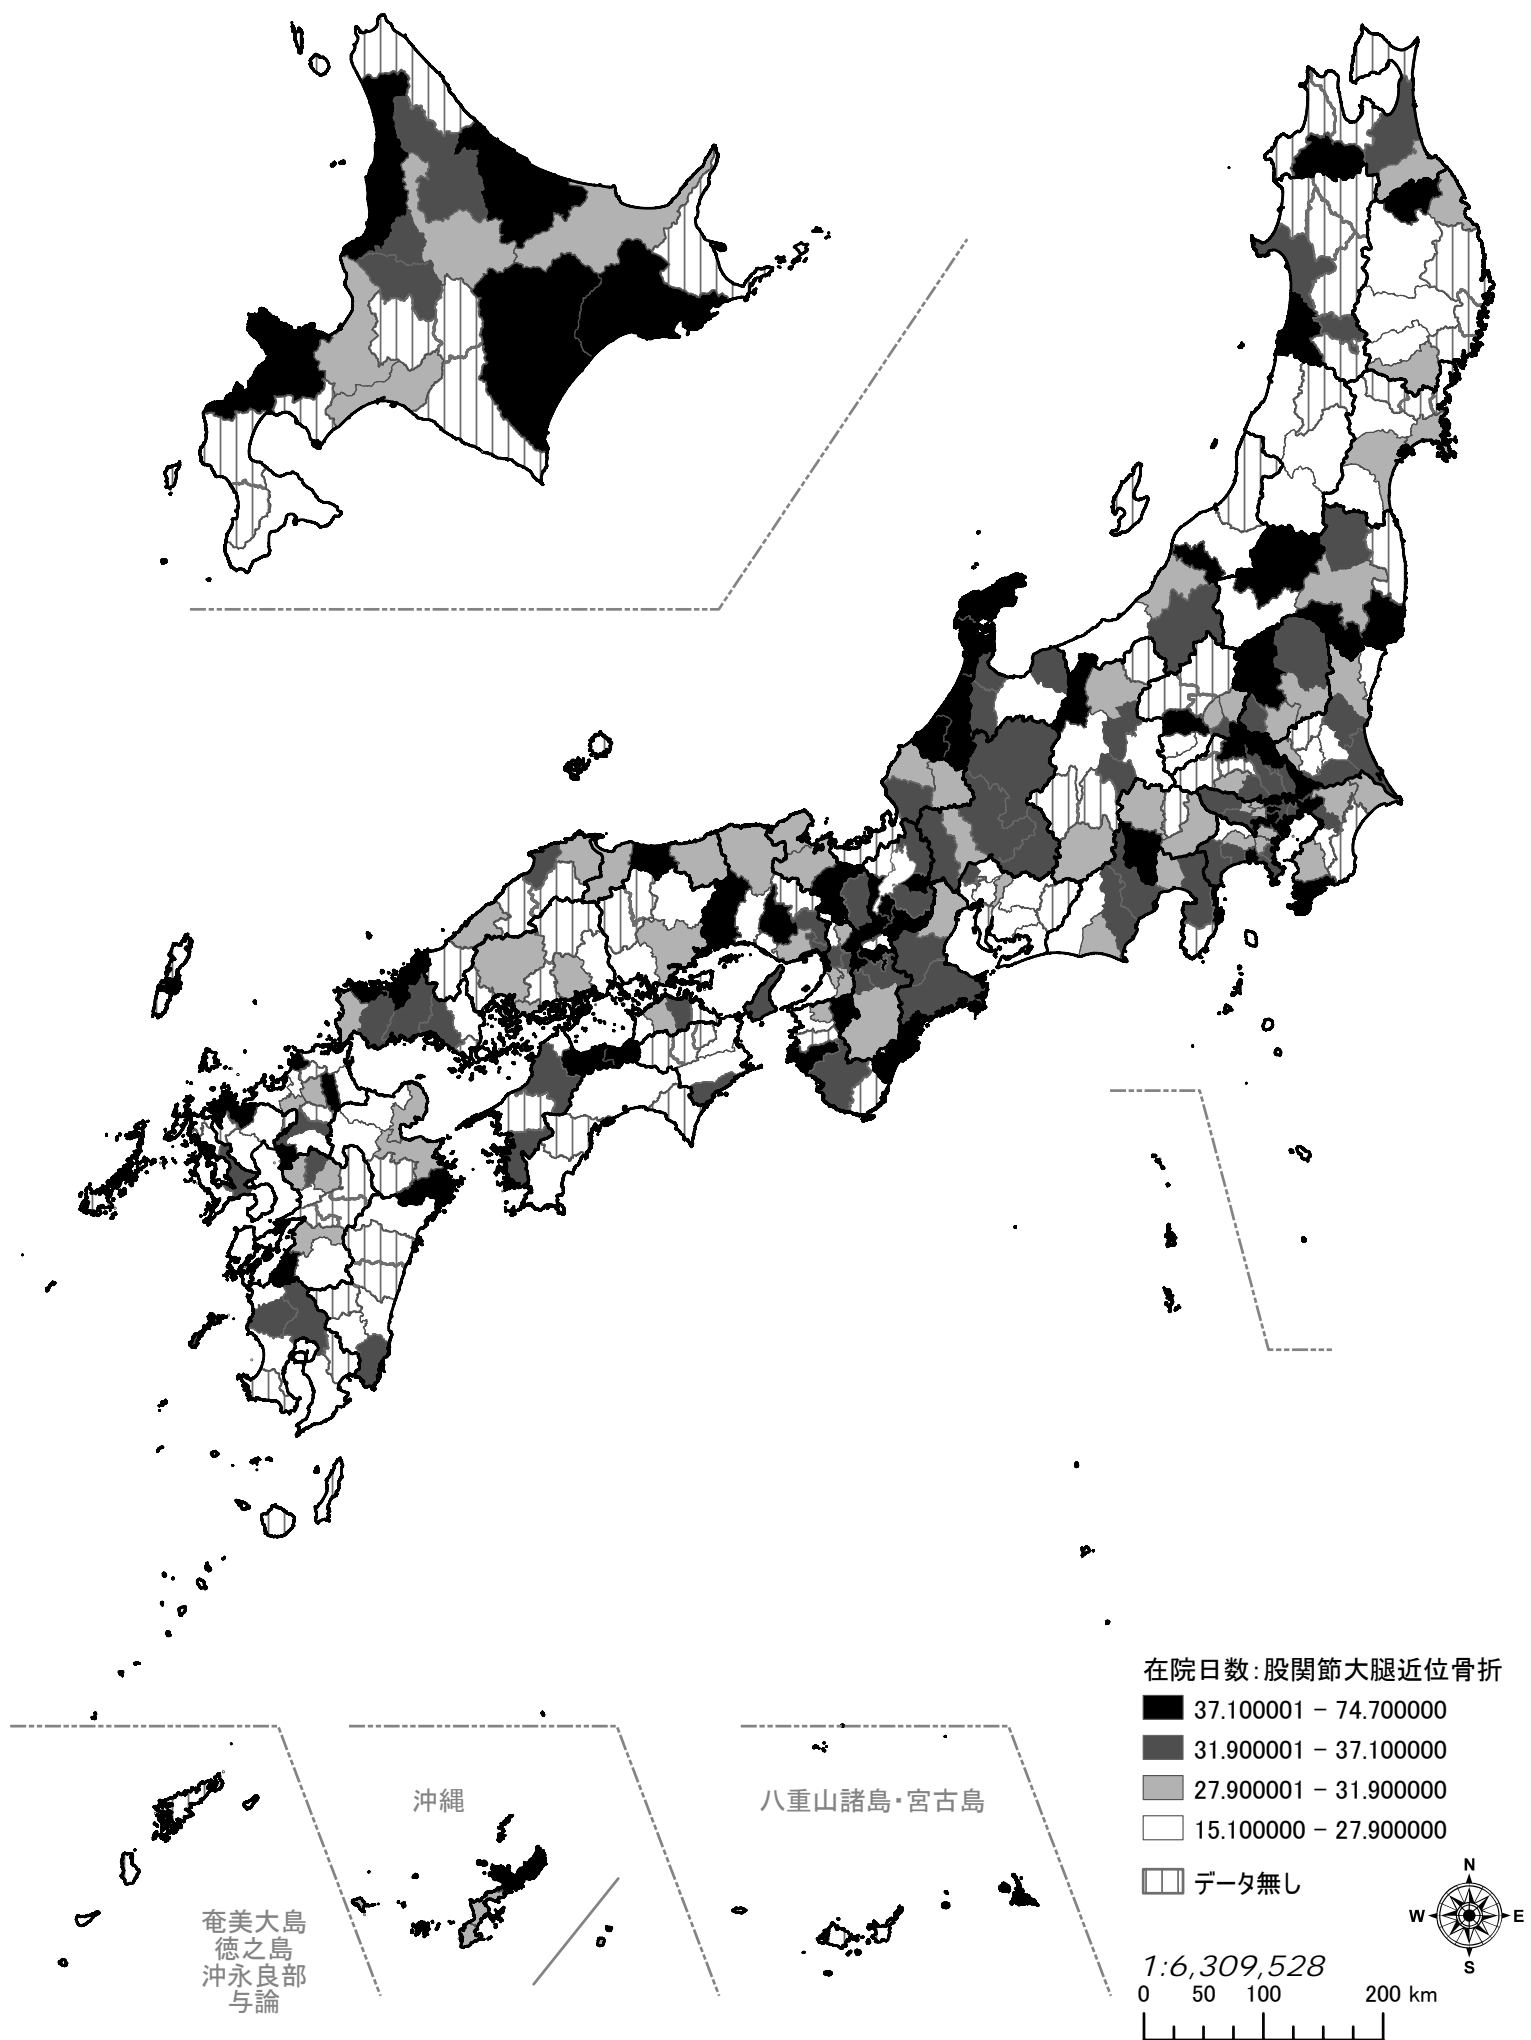 在院日数:股関節大腿近位骨折
37.100001 – 74.700000
31.900001 – 37.100000
27.900001 – 31.900000
15.100000 – 27.900000
データ無し
沖縄
八重山諸島・宮古島
奄美大島
徳之島
沖永良部
与論
N
W
E
S
1:6,309,528
0 50 100 200 km